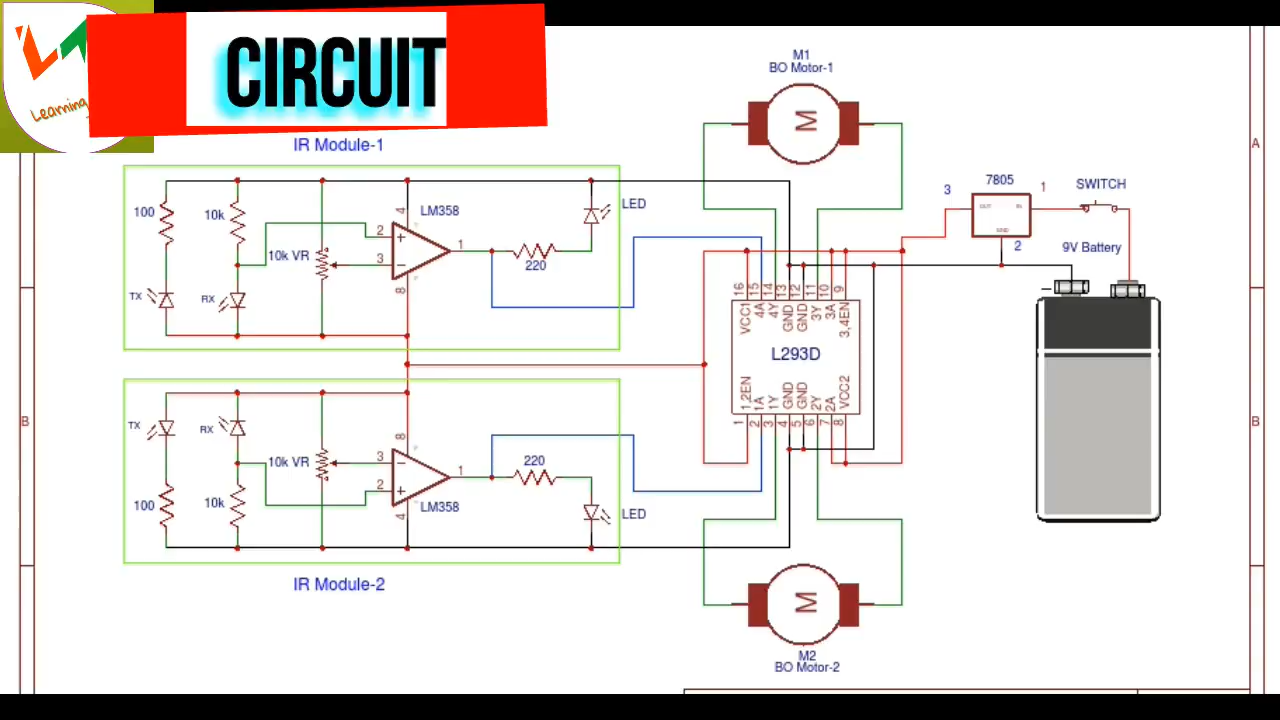 Learning
CIRCUIT
IR Module-1
100
10k
10k VR
TX
RX
2
3
4
8
+
−
LM358
1
220
LED
M1
BO Motor-1
M
7805
3
1
2
OUT
IN
GND
SWITCH
9V Battery
−
A
16 15 14 13 12 11 10 9
VCC1 4A 4Y GND GND 3Y 3A 3,4EN
L293D
1,2EN 1A 1Y GND GND 2Y 2A VCC2
1 2 3 4 5 6 7 8
B
B
TX
RX
100
10k
10k VR
8
3
2
−
+
4
1
LM358
220
LED
IR Module-2
M
M2
BO Motor-2